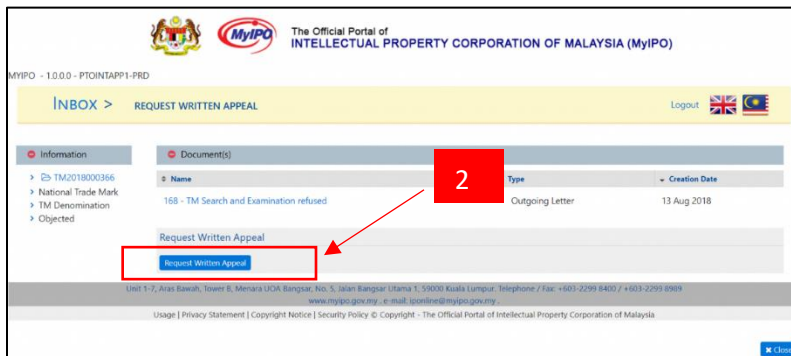 MyIPO
The Official Portal of
INTELLECTUAL PROPERTY CORPORATION OF MALAYSIA (MyIPO)
MYIPO - 1.0.0.0 - PTOINTAPP1-PRD
INBOX > REQUEST WRITTEN APPEAL Logout
Information
> TM2018000366
> National Trade Mark
> TM Denomination
> Objected
Document(s)
Name Type Creation Date
168 - TM Search and Examination refused Outgoing Letter 13 Aug 2018
2
Request Written Appeal
Request Written Appeal
Unit 1-7, Aras Bawah, Tower B, Menara UOA Bangsar, No. 5, Jalan Bangsar Utama 1, 59000 Kuala Lumpur. Telephone / Fax: +603-2299 8400 / +603-2299 8989
www.myipo.gov.my . e-mail: iponline@myipo.gov.my .
Usage | Privacy Statement | Copyright Notice | Security Policy © Copyright - The Official Portal of Intellectual Property Corporation of Malaysia
Close